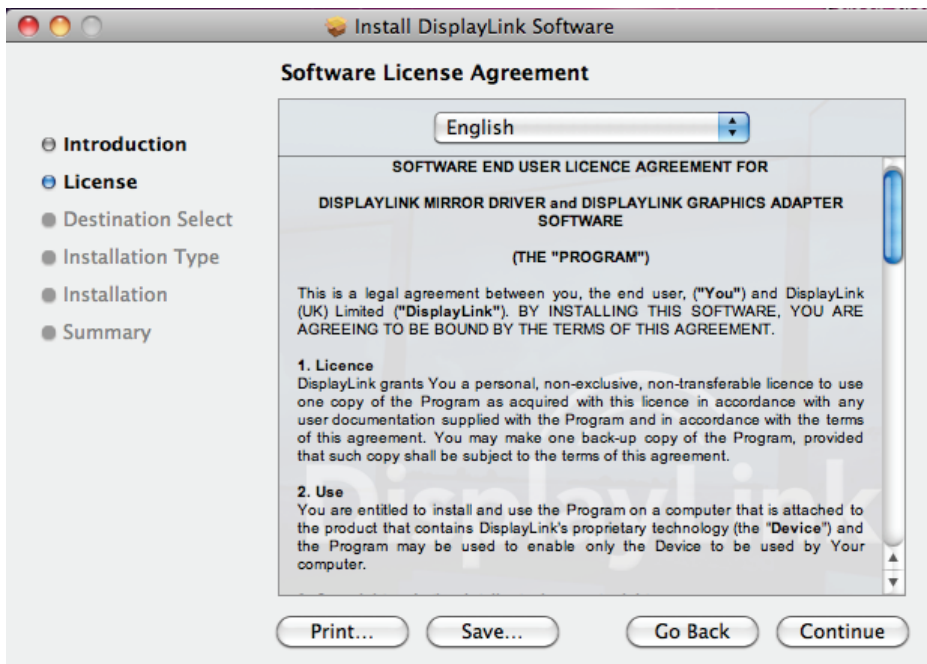 Install DisplayLink Software
Software License Agreement
Introduction
License
Destination Select
Installation Type
Installation
Summary
English
SOFTWARE END USER LICENCE AGREEMENT FOR
DISPLAYLINK MIRROR DRIVER and DISPLAYLINK GRAPHICS ADAPTER
SOFTWARE
(THE "PROGRAM")
This is a legal agreement between you, the end user, ("You") and DisplayLink
(UK) Limited ("DisplayLink"). BY INSTALLING THIS SOFTWARE, YOU ARE
AGREEING TO BE BOUND BY THE TERMS OF THIS AGREEMENT.
1. Licence
DisplayLink grants You a personal, non-exclusive, non-transferable licence to use
one copy of the Program as acquired with this licence in accordance with any
user documentation supplied with the Program and in accordance with the terms
of this agreement. You may make one back-up copy of the Program, provided
that such copy shall be subject to the terms of this agreement.
2. Use
You are entitled to install and use the Program on a computer that is attached to
the product that contains DisplayLink's proprietary technology (the "Device") and
the Program may be used to enable only the Device to be used by Your
computer.
DisplayLink
Print...
Save...
Go Back
Continue